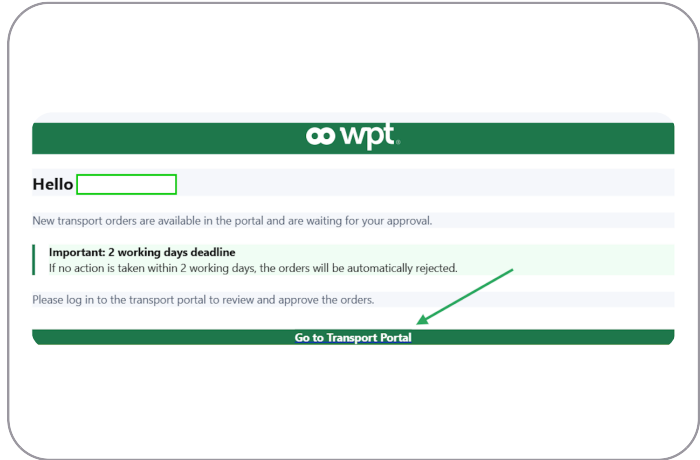 wpt®
Hello
New transport orders are available in the portal and are waiting for your approval.
Important: 2 working days deadline
If no action is taken within 2 working days, the orders will be automatically rejected.
Please log in to the transport portal to review and approve the orders.
Go to Transport Portal